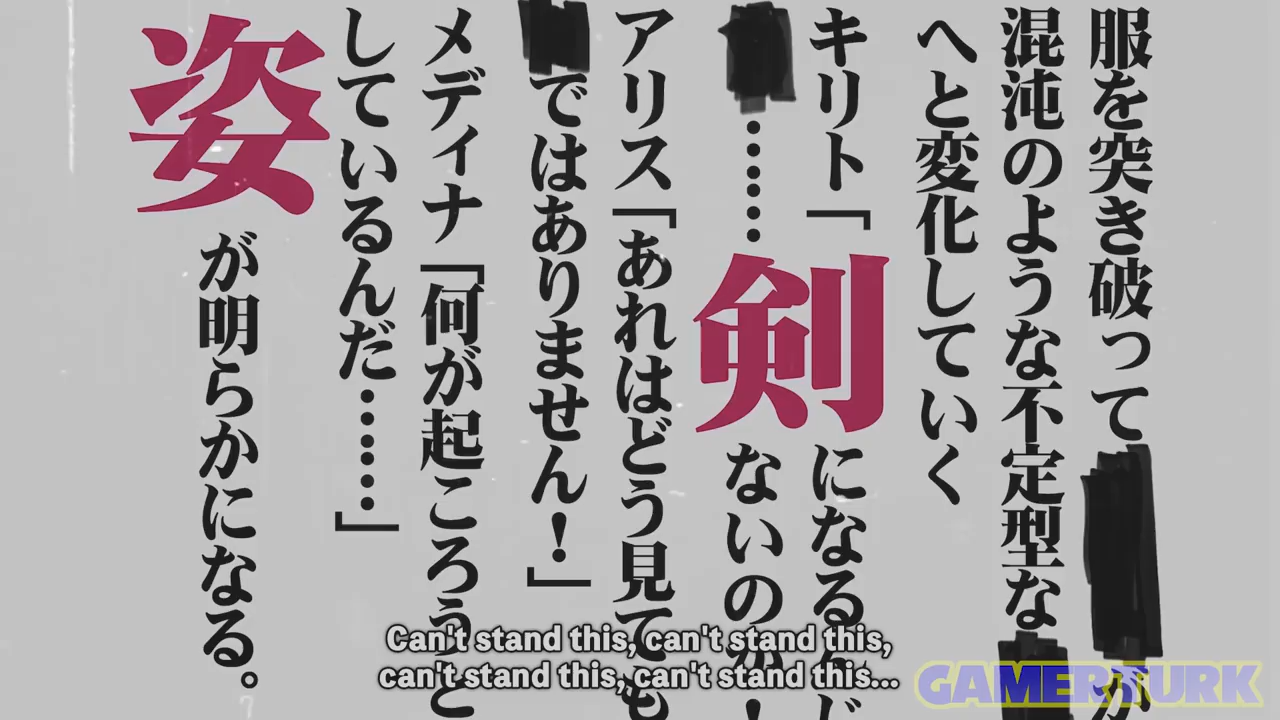 服を突き破って が
混沌のような不定型な
へと変化していく
キリト「
……
剣
になるんじ
ないのか！
アリス「あれはどう見ても
ではありません！」
メディナ「何が起ころうと
しているんだ……」
姿が明らかになる。
Can't stand this, can't stand this,
can't stand this, can't stand this...
GAMERTURK